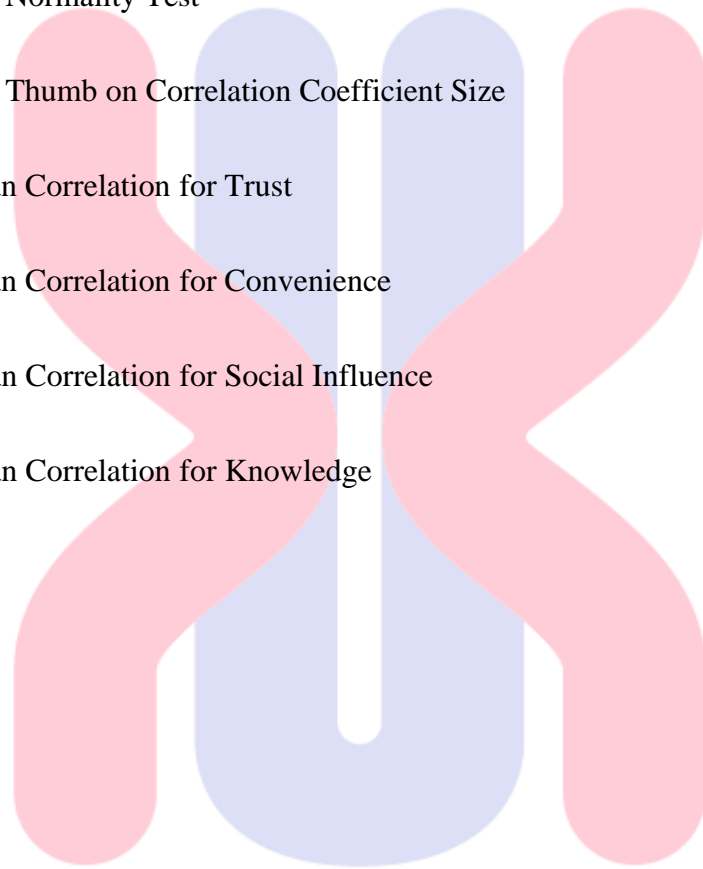 Normality Test
Thumb on Correlation Coefficient Size
n Correlation for Trust
n Correlation for Convenience
n Correlation for Social Influence
n Correlation for Knowledge